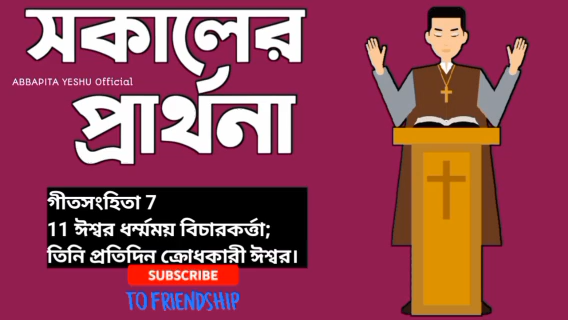 সকালের
ABBAPITA YESHU Official
প্রার্থনা
গীতসংহিতা 7
11 ঈশ্বর ধর্ম্মময় বিচারকর্ত্তা;
তিনি প্রতিদিন ক্রোধকারী ঈশ্বর।
SUBSCRIBE
TO FRIENDSHIP